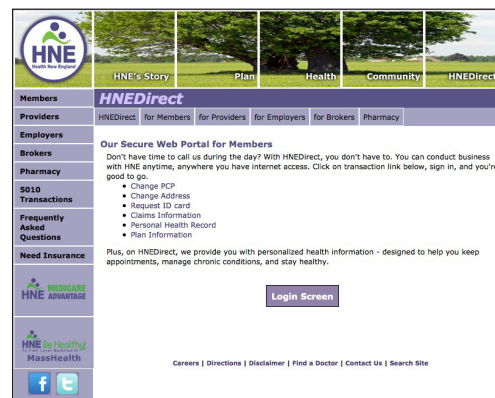 HNE
Health New England
HNE's Story
Plan
Health
Community
HNEDirect
Members
Providers
Employers
Brokers
Pharmacy
5010
Transactions
Frequently
Asked
Questions
Need Insurance
HNE MEDICARE
ADVANTAGE
HNE Be Healthy!
MassHealth
HNEDirect
HNEDirect
for Members
for Providers
for Employers
for Brokers
Pharmacy
Our Secure Web Portal for Members
Don't have time to call us during the day? With HNEDirect, you don't have to. You can conduct business
with HNE anytime, anywhere you have internet access. Click on transaction link below, sign in, and you're
good to go.
Change PCP
Change Address
Request ID card
Claims Information
Personal Health Record
Plan Information
Plus, on HNEDirect, we provide you with personalized health information - designed to help you keep
appointments, manage chronic conditions, and stay healthy.
Login Screen
Careers | Directions | Disclaimer | Find a Doctor | Contact Us | Search Site
f
t